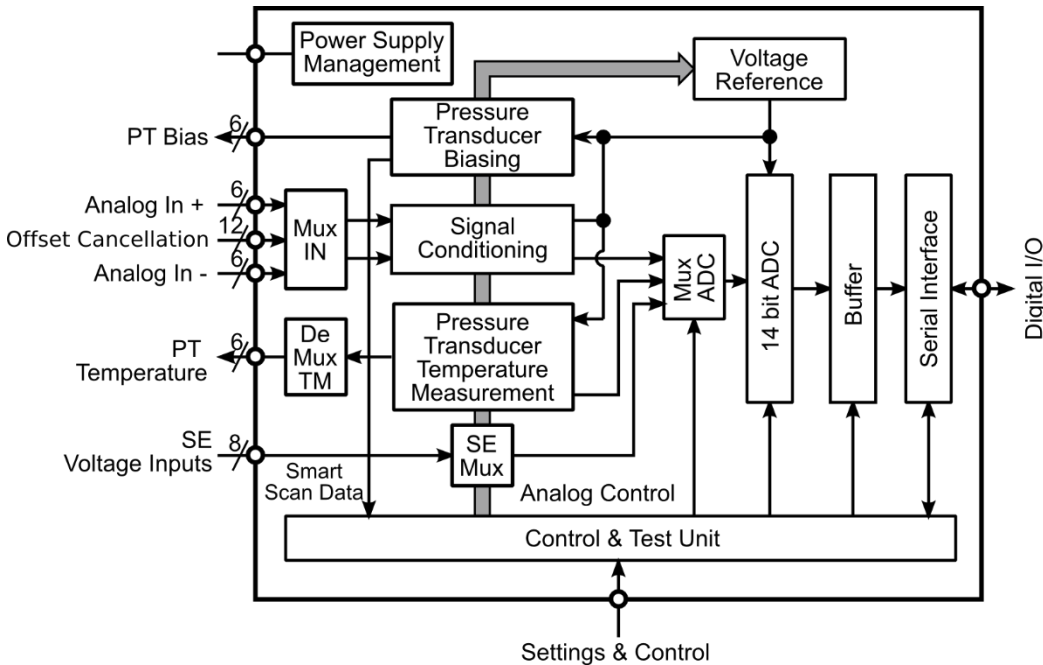 Power Supply
Management
Voltage
Reference
PT Bias
6
Pressure
Transducer
Biasing
Analog In +
6
Offset Cancellation
12
Analog In -
6
Mux
IN
Signal
Conditioning
Mux
ADC
14 bit ADC
Buffer
Serial Interface
Digital I/O
PT
Temperature
6
De
Mux
TM
Pressure
Transducer
Temperature
Measurement
SE
Voltage Inputs
8
SE
Mux
Smart
Scan Data
Analog Control
Control & Test Unit
Settings & Control